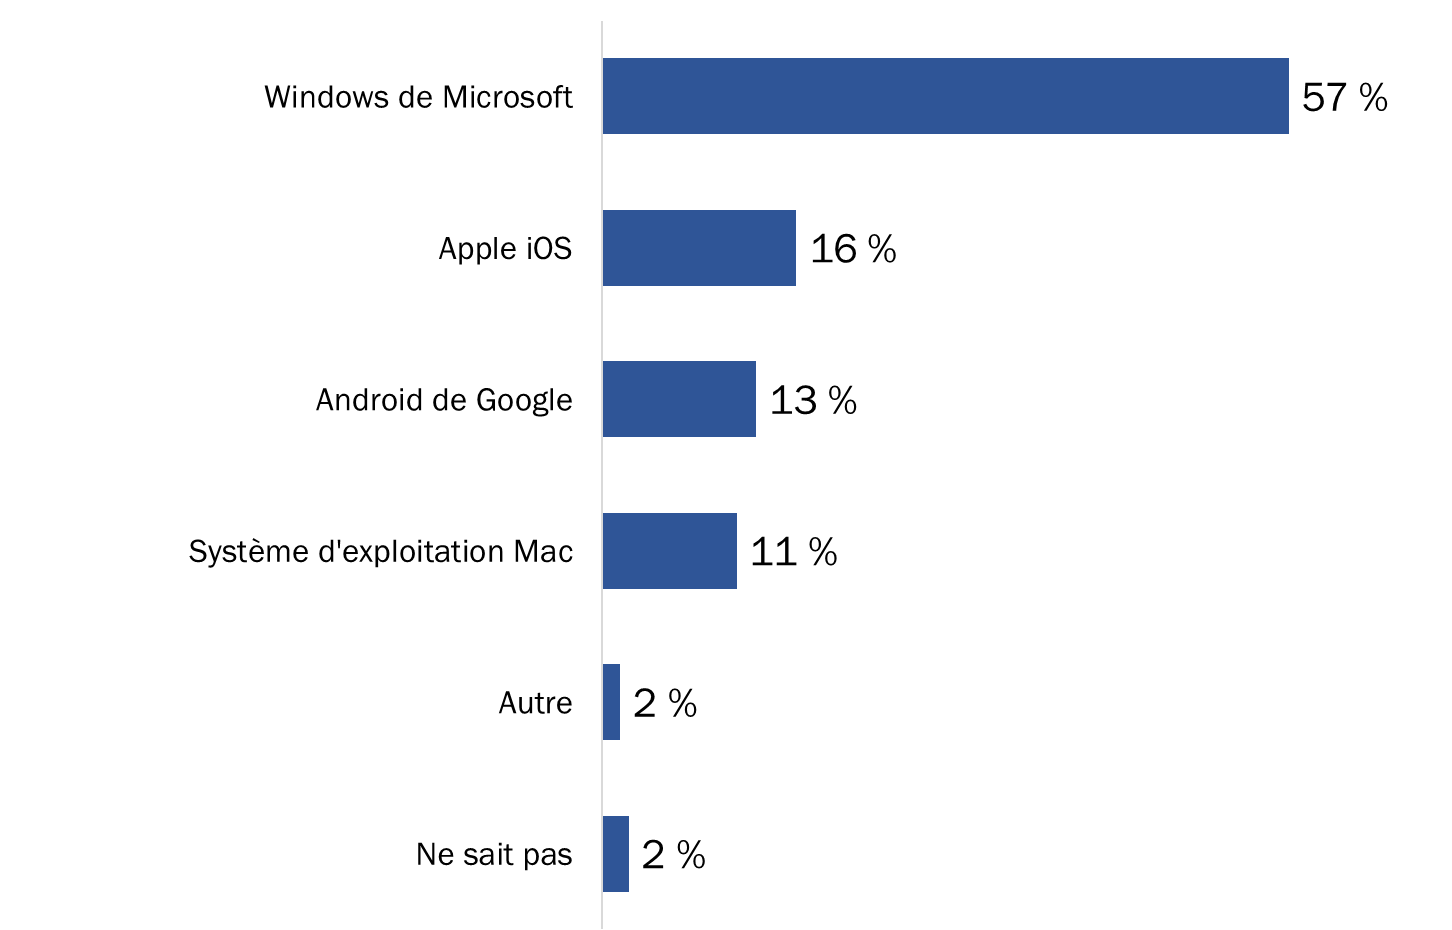 Windows de Microsoft 57 %
Apple iOS 16 %
Android de Google 13 %
Système d'exploitation Mac 11 %
Autre 2 %
Ne sait pas 2 %